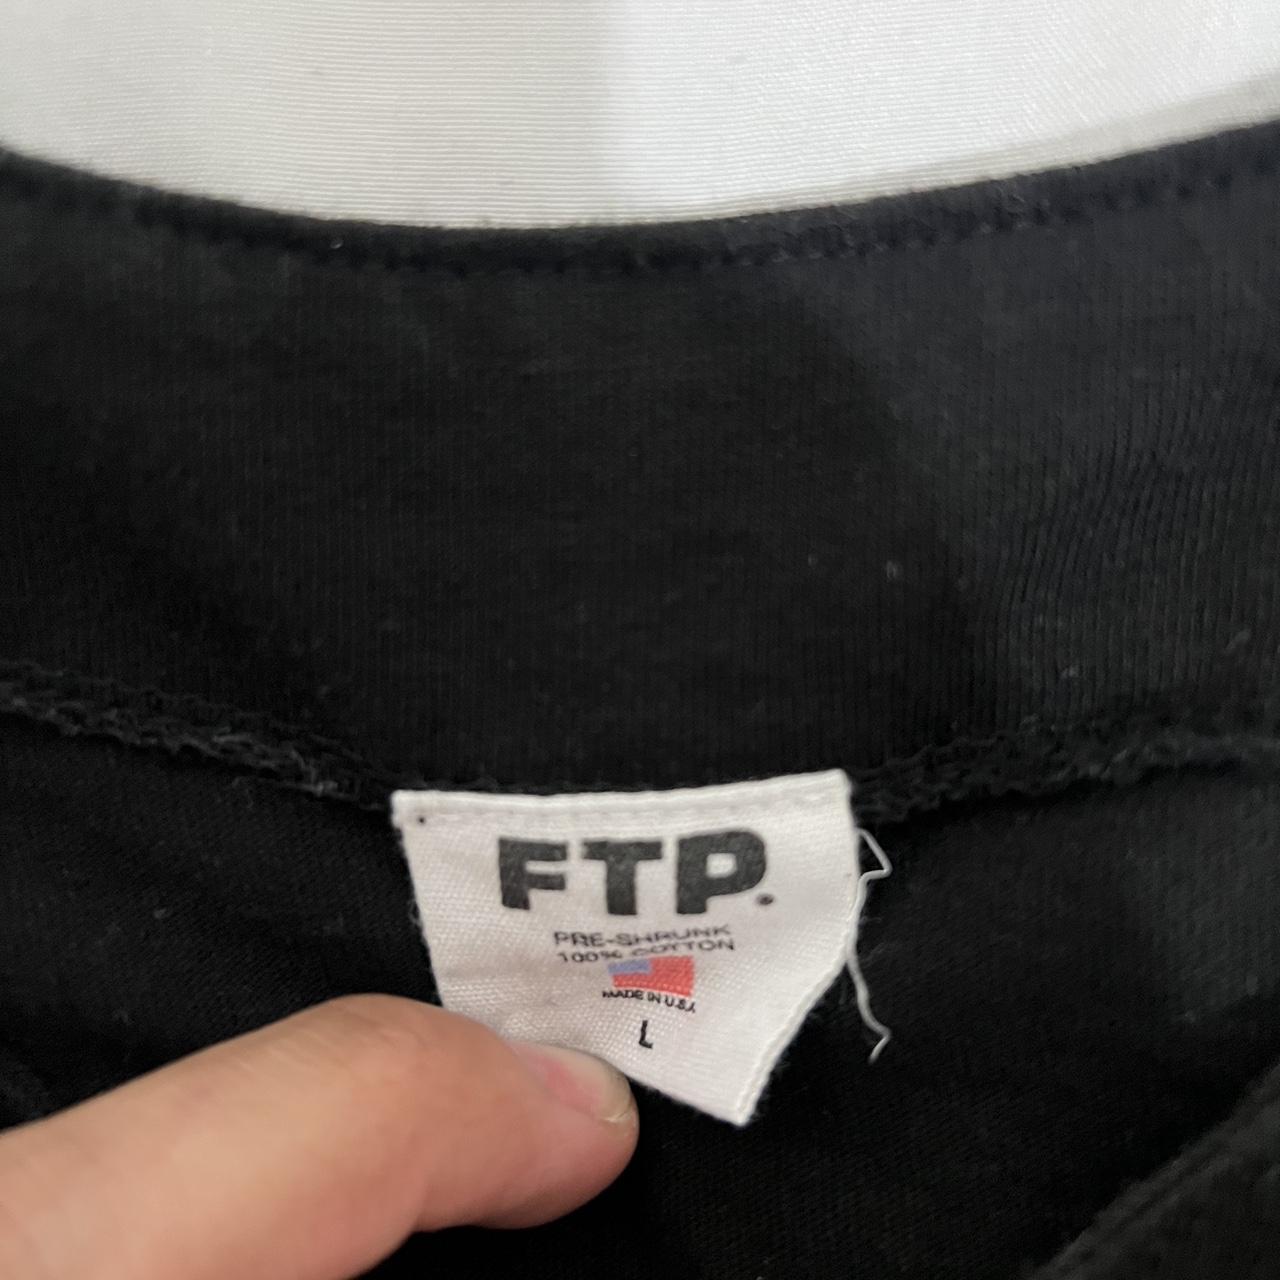 FTP.
PRE-SHRUNK
100% COTTON
MADE IN U.S.A.
L